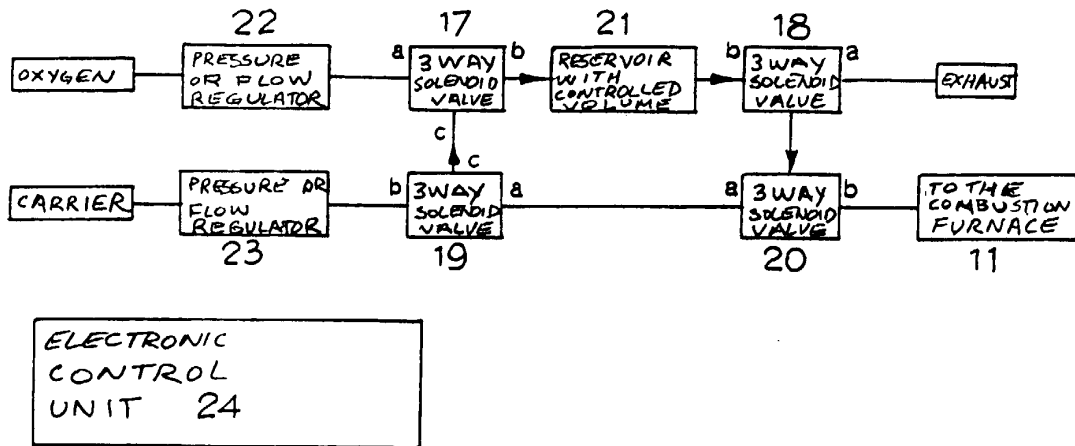 22
17
21
18
OXYGEN
PRESSURE
OR FLOW
REGULATOR
a
3 WAY
SOLENOID
VALVE
b
RESERVOIR
WITH
CONTROLLED
VOLUME
b
3 WAY
SOLENOID
VALVE
a
EXHAUST
c
c
CARRIER
PRESSURE OR
FLOW
REGULATOR
b
3 WAY
SOLENOID
VALVE
a
a
3 WAY
SOLENOID
VALVE
b
TO THE
COMBUSTION
FURNACE
23
19
20
11
ELECTRONIC
CONTROL
UNIT 24